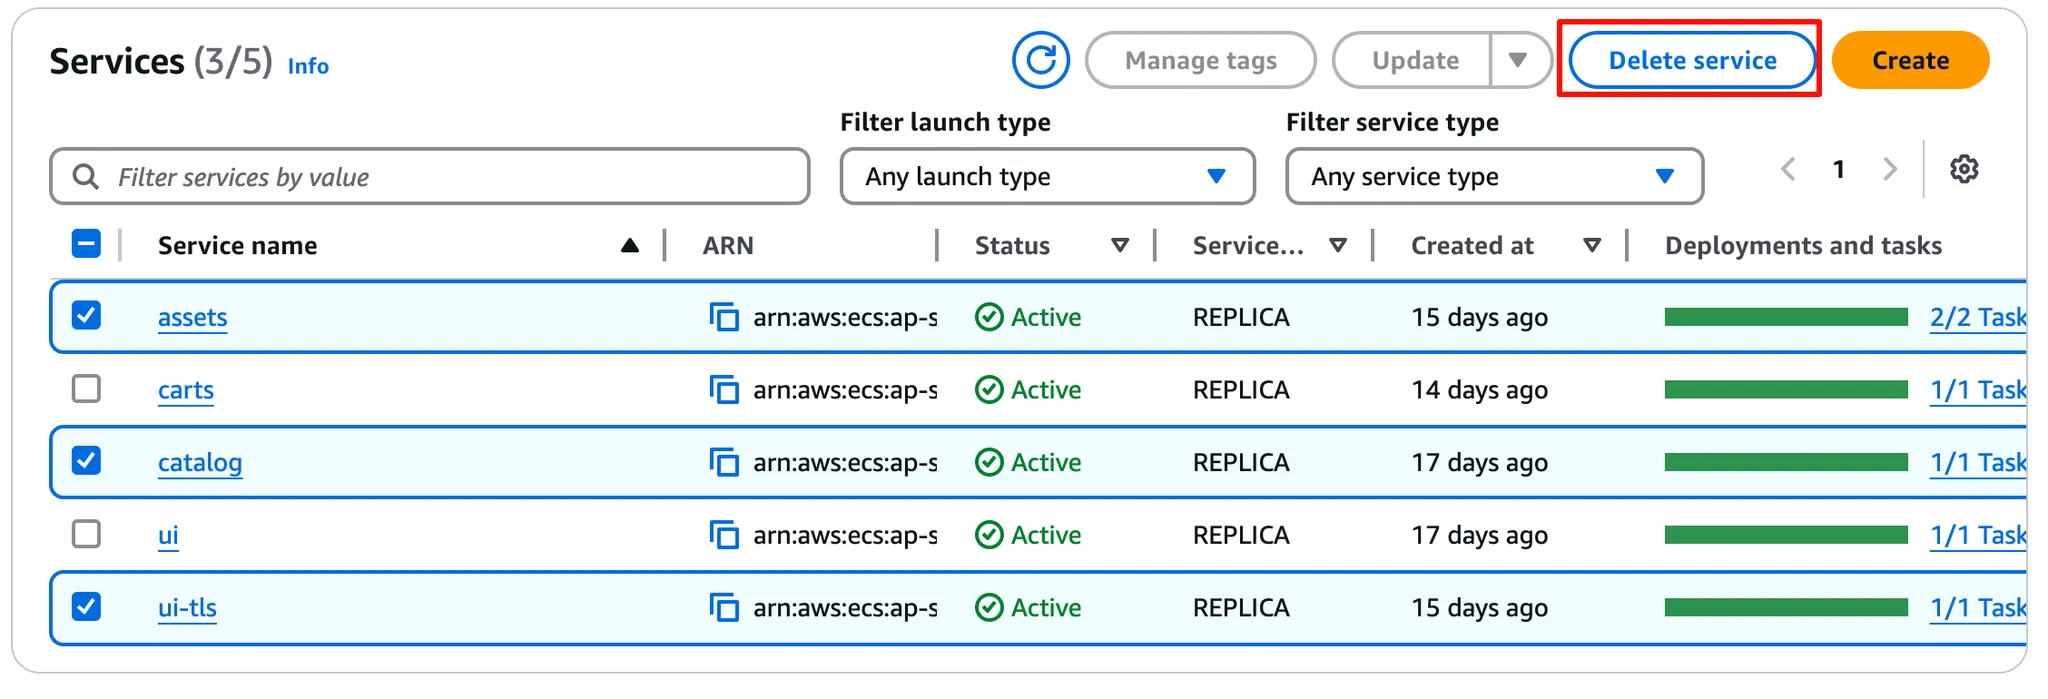 Services (3/5) Info Manage tags Update Delete service Create
Filter launch type Filter service type
Filter services by value Any launch type Any service type 1
Service name ARN Status Service... Created at Deployments and tasks
assets arn:aws:ecs:ap-s Active REPLICA 15 days ago 2/2 Task
carts arn:aws:ecs:ap-s Active REPLICA 14 days ago 1/1 Task
catalog arn:aws:ecs:ap-s Active REPLICA 17 days ago 1/1 Task
ui arn:aws:ecs:ap-s Active REPLICA 17 days ago 1/1 Task
ui-tls arn:aws:ecs:ap-s Active REPLICA 15 days ago 1/1 Task